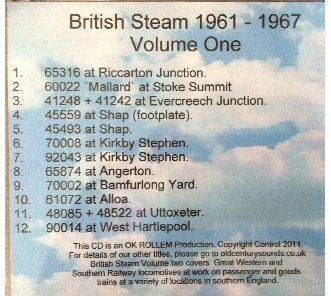 British Steam 1961 - 1967
Volume One
1. 65316 at Riccarton Junction.
2. 60022 `Mallard` at Stoke Summit
3. 41248 + 41242 at Evercreech Junction.
4. 45559 at Shap (footplate).
5. 45493 at Shap.
6. 70008 at Kirkby Stephen.
7. 92043 at Kirkby Stephen.
8. 65874 at Angerton.
9. 70002 at Bamfurlong Yard.
10. 61072 at Alloa.
11. 48085 + 48522 at Uttoxeter.
12. 90014 at West Hartlepool.
This CD is an OK ROLLEM Production. Copyright Control 2011
For details of our other titles, please go to oldcenturysounds.co.uk
British Steam Volume two covers Great Western and
Southern Railway locomotives at work on passenger and goods
trains at a variety of locations in southern England.